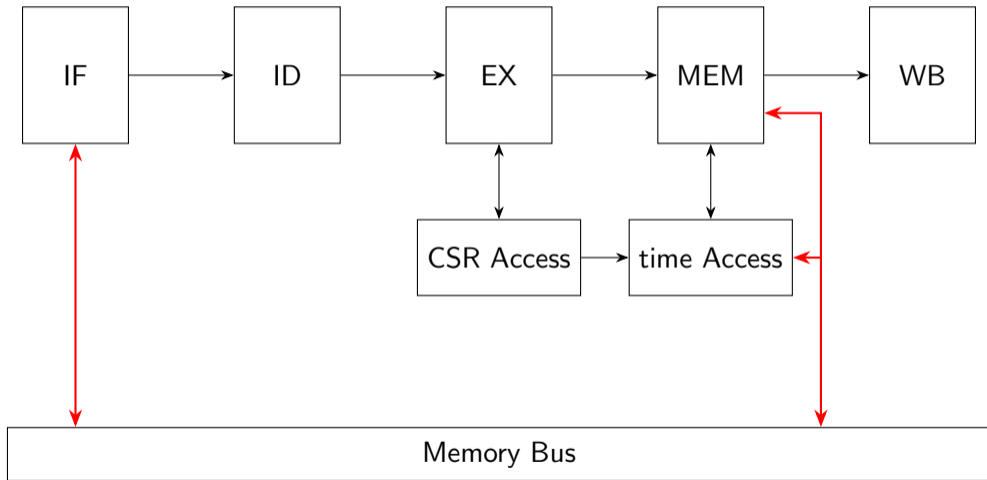 IF
ID
EX
MEM
WB
CSR Access
time Access
Memory Bus